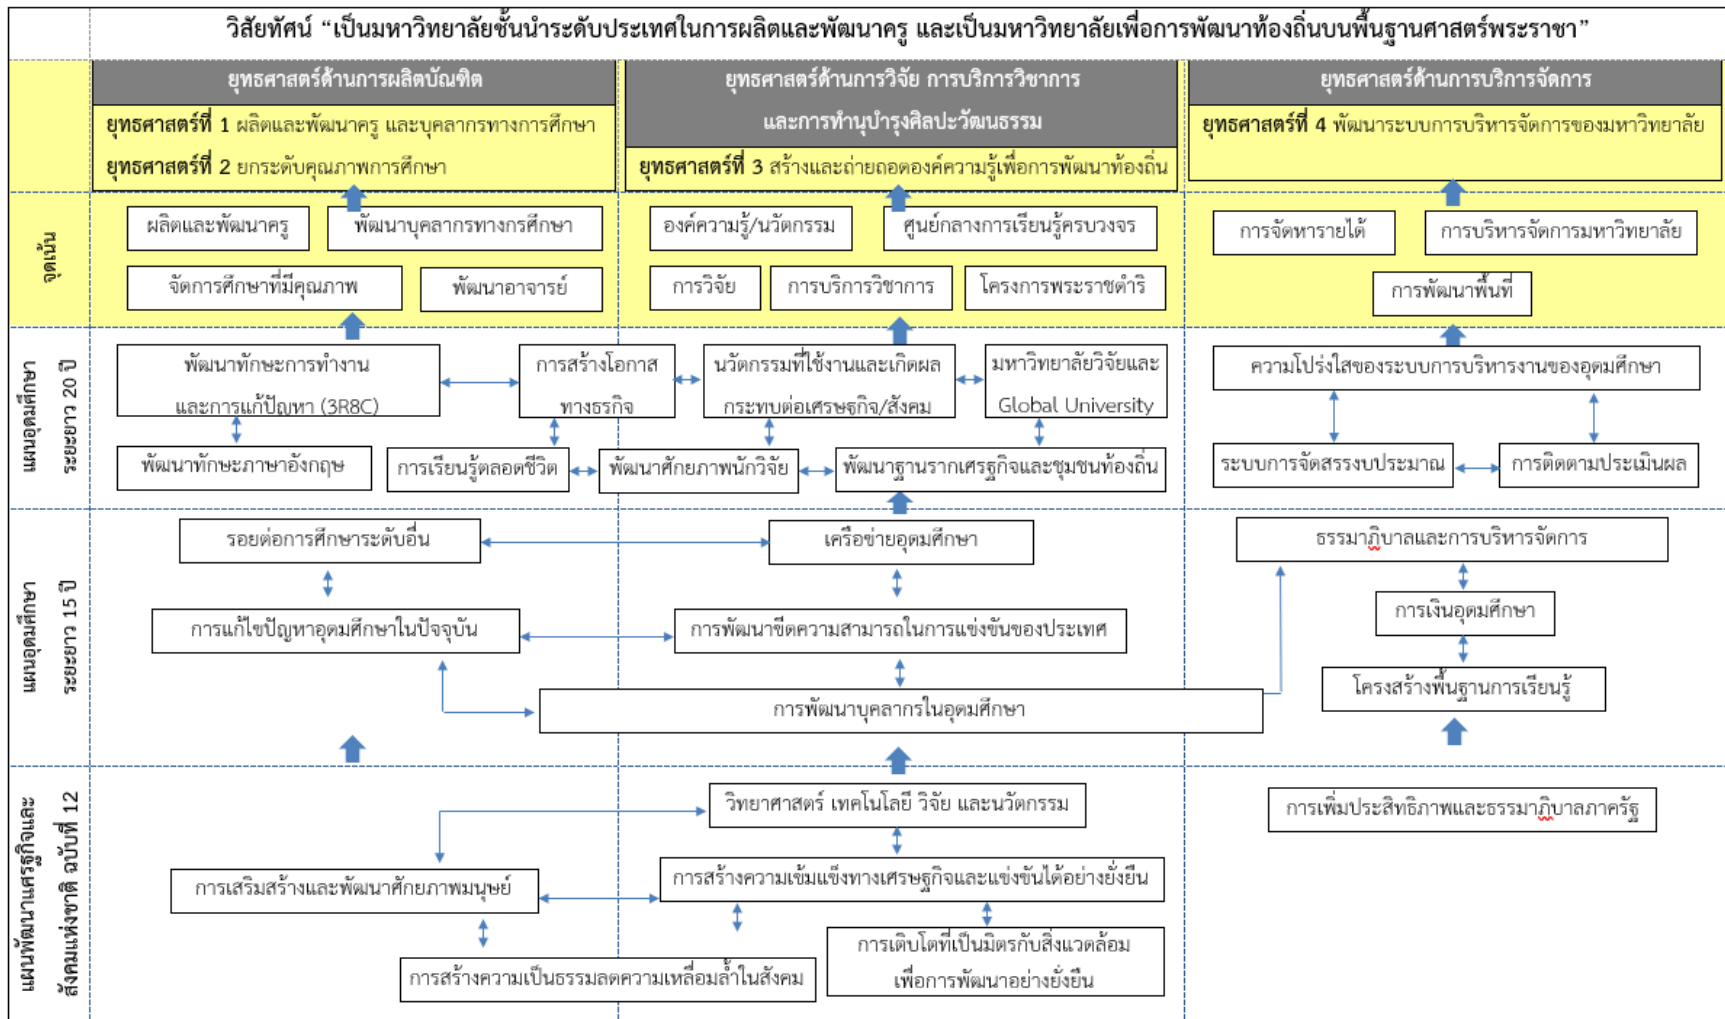 วิสัยทัศน์ “เป็นมหาวิทยาลัยชั้นนำระดับประเทศในการผลิตและพัฒนาครู และเป็นมหาวิทยาลัยเพื่อการพัฒนาท้องถิ่นบนพื้นฐานศาสตร์พระราชา”
ยุทธศาสตร์ด้านการผลิตบัณฑิต
ยุทธศาสตร์ที่ 1 ผลิตและพัฒนาครู และบุคลากรทางการศึกษา
ยุทธศาสตร์ที่ 2 ยกระดับคุณภาพการศึกษา
ยุทธศาสตร์ด้านการวิจัย การบริการวิชาการ
และการทำนุบำรุงศิลปะวัฒนธรรม
ยุทธศาสตร์ที่ 3 สร้างและถ่ายถอดองค์ความรู้เพื่อการพัฒนาท้องถิ่น
ยุทธศาสตร์ด้านการบริการจัดการ
ยุทธศาสตร์ที่ 4 พัฒนาระบบการบริหารจัดการของมหาวิทยาลัย
จุดเน้น
ผลิตและพัฒนาครู
พัฒนาบุคลากรทางกรศึกษา
องค์ความรู้/นวัตกรรม
ศูนย์กลางการเรียนรู้ครบวงจร
การจัดหารายได้
การบริหารจัดการมหาวิทยาลัย
จัดการศึกษาที่มีคุณภาพ
พัฒนาอาจารย์
การวิจัย
การบริการวิชาการ
โครงการพระราชดำริ
การพัฒนาพื้นที่
แผนอุดมศึกษา
ระยะยาว 20 ปี
พัฒนาทักษะการทำงาน
และการแก้ปัญหา (3R8C)
การสร้างโอกาส
ทางธรกิจ
นวัตกรรมที่ใช้งานและเกิดผล
กระทบต่อเศรษฐกิจ/สังคม
มหาวิทยาลัยวิจัยและ
Global University
ความโปร่งใสของระบบการบริหารงานของอุดมศึกษา
พัฒนาทักษะภาษาอังกฤษ
การเรียนรู้ตลอดชีวิต
พัฒนาศักยภาพนักวิจัย
พัฒนาฐานรากเศรฐกิจและชุมชนท้องถิ่น
ระบบการจัดสรรงบประมาณ
การติดตามประเมินผล
แผนอุดมศึกษา
ระยะยาว 15 ปี
รอยต่อการศึกษาระดับอื่น
เครือข่ายอุดมศึกษา
ธรรมาภิบาลและการบริหารจัดการ
การแก้ไขปัญหาอุดมศึกษาในปัจจุบัน
การพัฒนาขีดความสามารถในการแข่งขันของประเทศ
การเงินอุดมศึกษา
โครงสร้างพื้นฐานการเรียนรู้
การพัฒนาบุคลากรในอุดมศึกษา
แผนพัฒนาเศรฐกิจและ
สังคมแห่งชาติ ฉบับที่ 12
วิทยาศาสตร์ เทคโนโลยี วิจัย และนวัตกรรม
การเพิ่มประสิทธิภาพและธรรมาภิบาลภาครัฐ
การเสริมสร้างและพัฒนาศักยภาพมนุษย์
การสร้างความเข้มแข็งทางเศรษฐกิจและแข่งขันได้อย่างยั่งยืน
การสร้างความเป็นธรรมลดความเหลื่อมล้ำในสังคม
การเติบโตที่เป็นมิตรกับสิ่งแวดล้อม
เพื่อการพัฒนาอย่างยั่งยืน